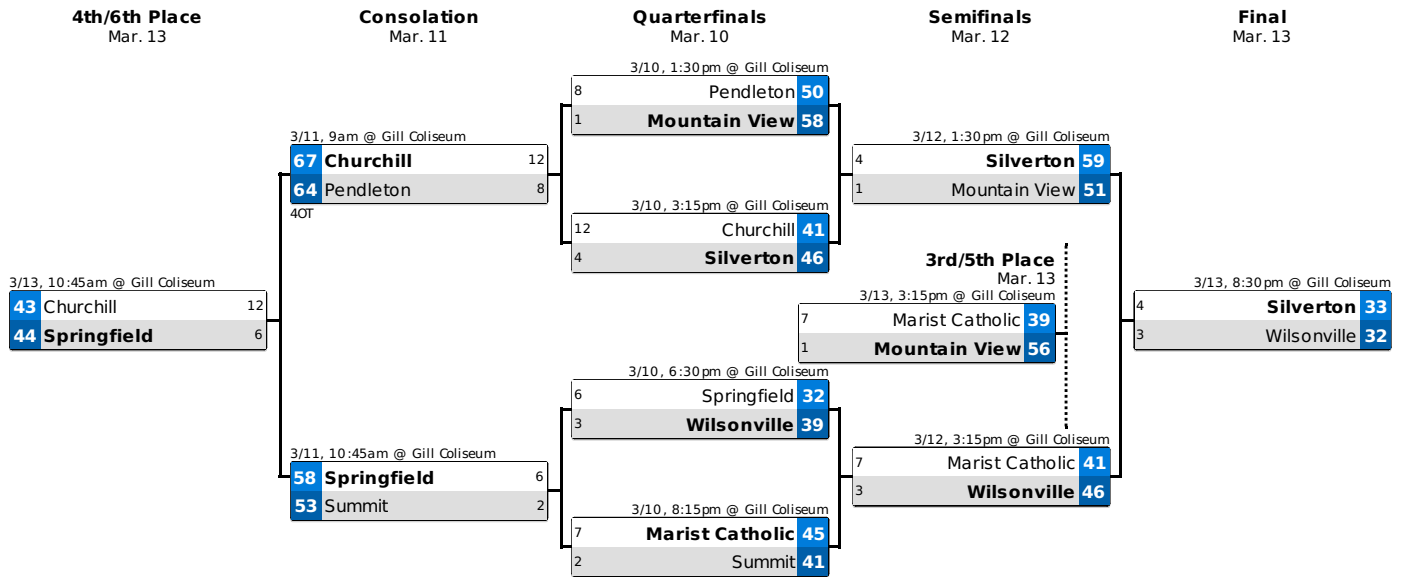 4th/6th Place
Mar. 13
Consolation
Mar. 11
Quarterfinals
Mar. 10
Semifinals
Mar. 12
Final
Mar. 13
3/13, 10:45am @ Gill Coliseum
43 Churchill 12
44 Springfield 6
3/11, 9am @ Gill Coliseum
67 Churchill 12
64 Pendleton 8
4OT
3/11, 10:45am @ Gill Coliseum
58 Springfield 6
53 Summit 2
3/10, 1:30pm @ Gill Coliseum
8 Pendleton 50
1 Mountain View 58
3/10, 3:15pm @ Gill Coliseum
12 Churchill 41
4 Silverton 46
3/10, 6:30pm @ Gill Coliseum
6 Springfield 32
3 Wilsonville 39
3/10, 8:15pm @ Gill Coliseum
7 Marist Catholic 45
2 Summit 41
3/12, 1:30pm @ Gill Coliseum
4 Silverton 59
1 Mountain View 51
3rd/5th Place
Mar. 13
3/13, 3:15pm @ Gill Coliseum
7 Marist Catholic 39
1 Mountain View 56
3/12, 3:15pm @ Gill Coliseum
7 Marist Catholic 41
3 Wilsonville 46
3/13, 8:30pm @ Gill Coliseum
4 Silverton 33
3 Wilsonville 32